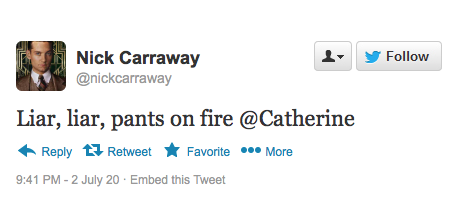 Nick Carraway
@nickcarraway
Follow
Liar, liar, pants on fire @Catherine
Reply Retweet Favorite More
9:41 PM - 2 July 20 · Embed this Tweet